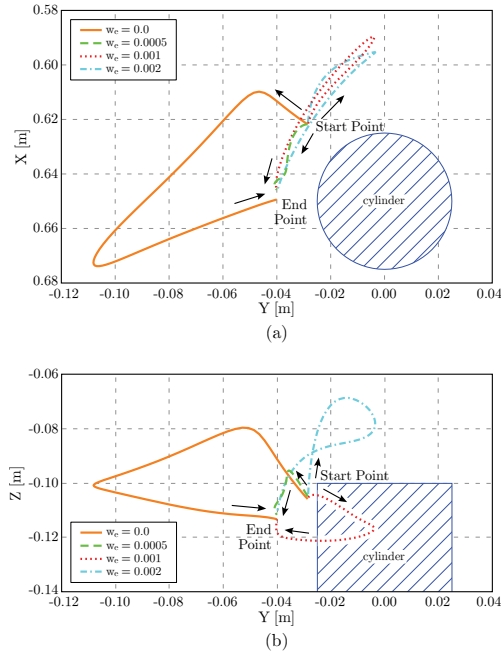 0.58
w_e = 0.0
w_e = 0.0005
w_e = 0.001
w_e = 0.002
0.60
0.62
Start Point
X [m]
0.64
cylinder
End
Point
0.66
0.68
-0.12 -0.10 -0.08 -0.06 -0.04 -0.02 0.00 0.02 0.04
Y [m]
(a)
-0.06
-0.08
Start Point
Z [m]
-0.10
w_e = 0.0
w_e = 0.0005
w_e = 0.001
w_e = 0.002
End
Point
-0.12
cylinder
-0.14
-0.12 -0.10 -0.08 -0.06 -0.04 -0.02 0.00 0.02 0.04
Y [m]
(b)